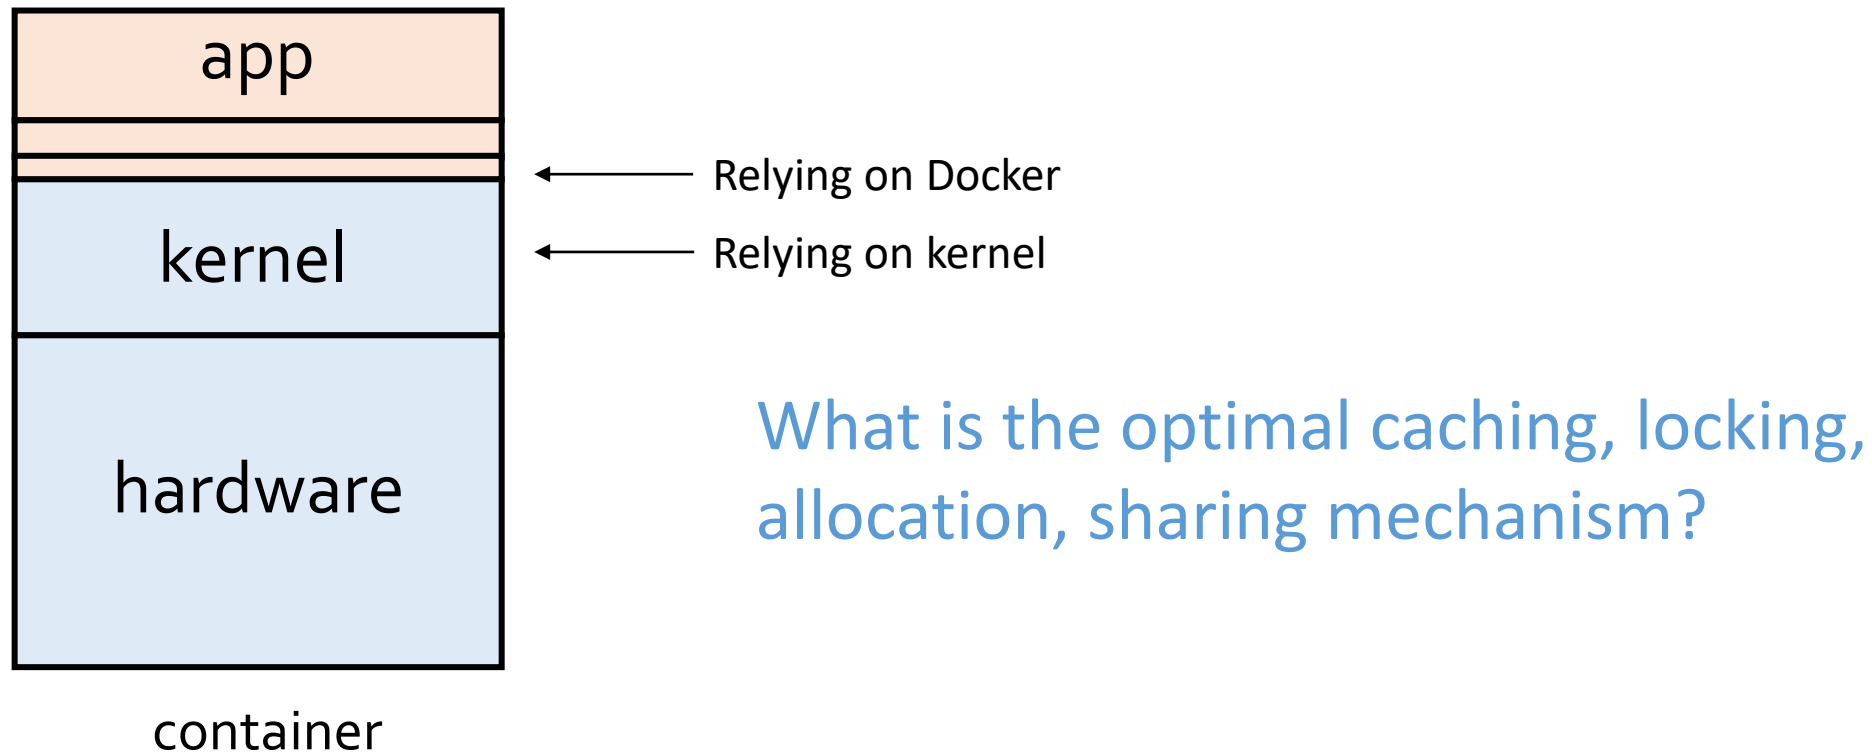 app
Relying on Docker
kernel
Relying on kernel
What is the optimal caching, locking,
allocation, sharing mechanism?
hardware
container